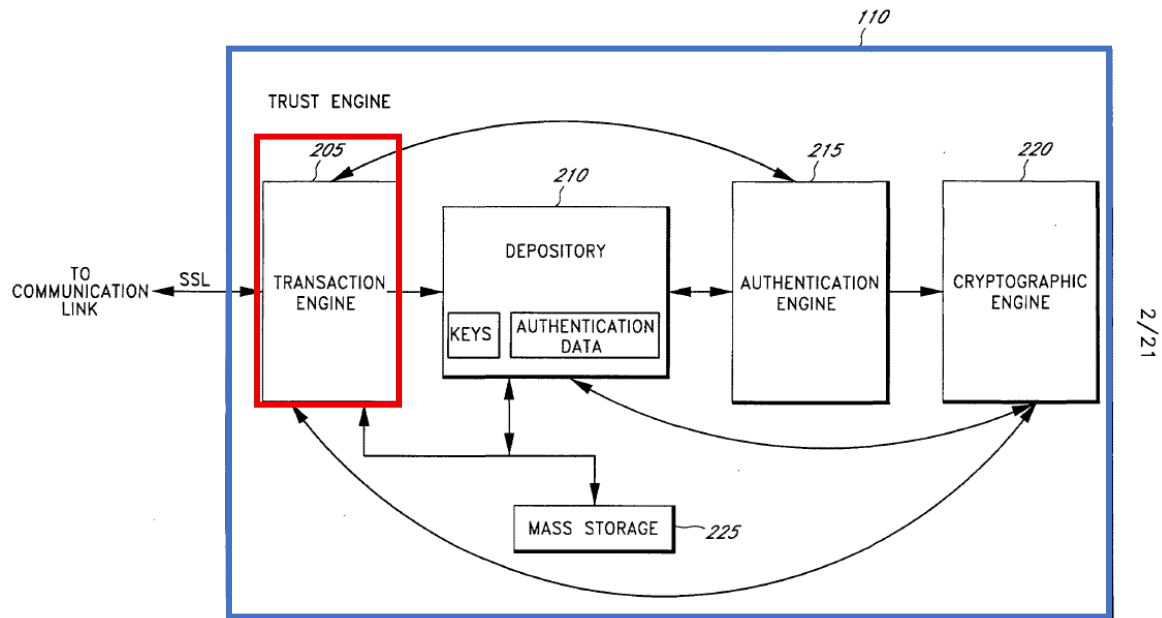 110
TRUST ENGINE
205
215
220
210
DEPOSITORY
TO
COMMUNICATION
LINK
SSL
TRANSACTION
ENGINE
AUTHENTICATION
ENGINE
CRYPTOGRAPHIC
ENGINE
KEYS
AUTHENTICATION
DATA
2/21
MASS STORAGE
225